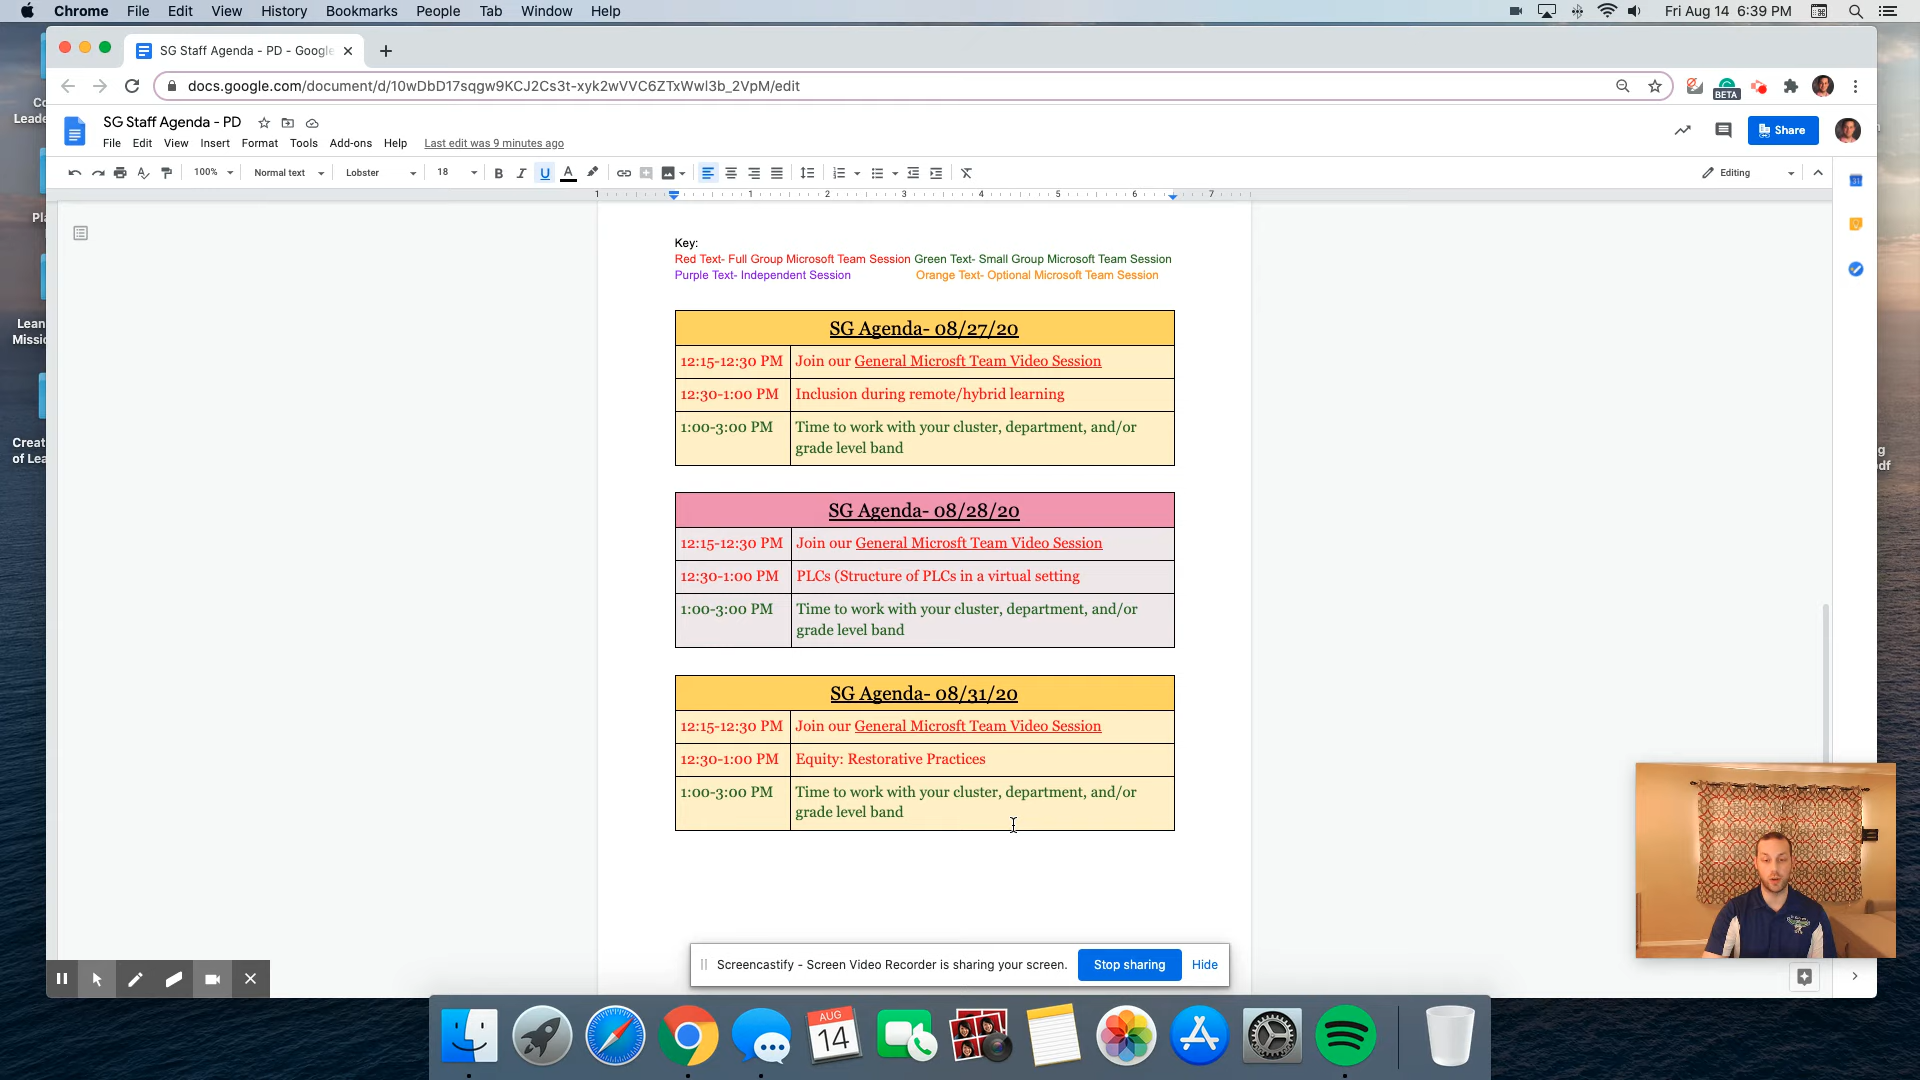 Chrome File Edit View History Bookmarks People Tab Window Help Fri Aug 14 6:39 PM
SG Staff Agenda - PD - Google
docs.google.com/document/d/10wDbD17sqgw9KCJ2Cs3t-xyk2wVVC6ZTxWwl3b_2VpM/edit
BETA
SG Staff Agenda - PD
File Edit View Insert Format Tools Add-ons Help Last edit was 9 minutes ago
Share
100% Normal text Lobster 18 B I U A Editing
1 1 2 3 4 5 6 7
31
Key:
Red Text- Full Group Microsoft Team Session Green Text- Small Group Microsoft Team Session
Purple Text- Independent Session Orange Text- Optional Microsoft Team Session
SG Agenda- 08/27/20
12:15-12:30 PM Join our General Microsft Team Video Session
12:30-1:00 PM Inclusion during remote/hybrid learning
1:00-3:00 PM Time to work with your cluster, department, and/or
grade level band
SG Agenda- 08/28/20
12:15-12:30 PM Join our General Microsft Team Video Session
12:30-1:00 PM PLCs (Structure of PLCs in a virtual setting
1:00-3:00 PM Time to work with your cluster, department, and/or
grade level band
SG Agenda- 08/31/20
12:15-12:30 PM Join our General Microsft Team Video Session
12:30-1:00 PM Equity: Restorative Practices
1:00-3:00 PM Time to work with your cluster, department, and/or
grade level band
Screencastify - Screen Video Recorder is sharing your screen. Stop sharing Hide
AUG
14